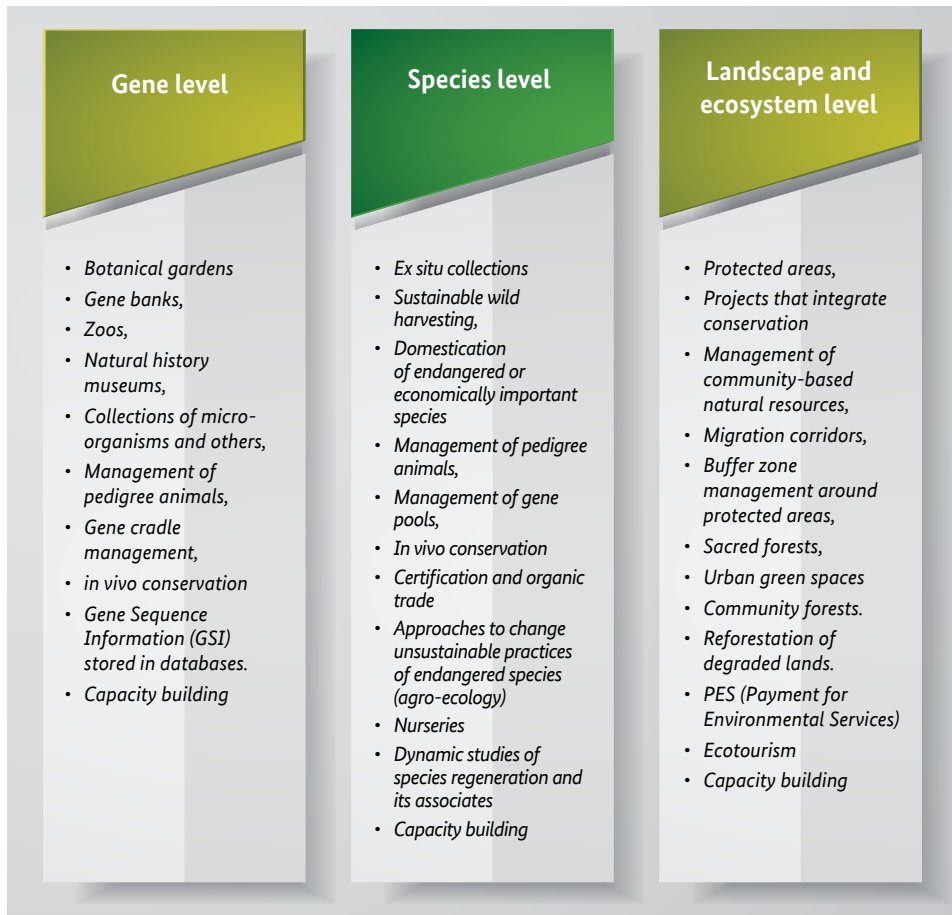 Gene level
• Botanical gardens
• Gene banks,
• Zoos,
• Natural history
museums,
• Collections of micro-
organisms and others,
• Management of
pedigree animals,
• Gene cradle
management,
• in vivo conservation
• Gene Sequence
Information (GSI)
stored in databases.
• Capacity building
Species level
• Ex situ collections
• Sustainable wild
harvesting,
• Domestication
of endangered or
economically important
species
• Management of pedigree
animals,
• Management of gene
pools,
• In vivo conservation
• Certification and organic
trade
• Approaches to change
unsustainable practices
of endangered species
(agro-ecology)
• Nurseries
• Dynamic studies of
species regeneration and
its associates
• Capacity building
Landscape and
ecosystem level
• Protected areas,
• Projects that integrate
conservation
• Management of
community-based
natural resources,
• Migration corridors,
• Buffer zone
management around
protected areas,
• Sacred forests,
• Urban green spaces
• Community forests.
• Reforestation of
degraded lands.
• PES (Payment for
Environmental Services)
• Ecotourism
• Capacity building